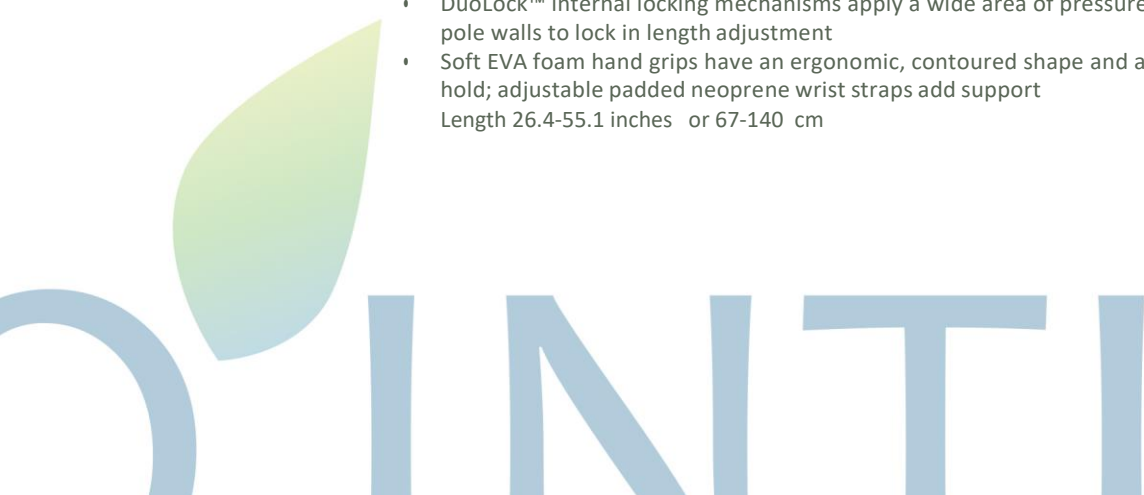 • DuoLock™ internal locking mechanisms apply a wide area of pressure
pole walls to lock in length adjustment
• Soft EVA foam hand grips have an ergonomic, contoured shape and a
hold; adjustable padded neoprene wrist straps add support
Length 26.4-55.1 inches or 67-140 cm
INT